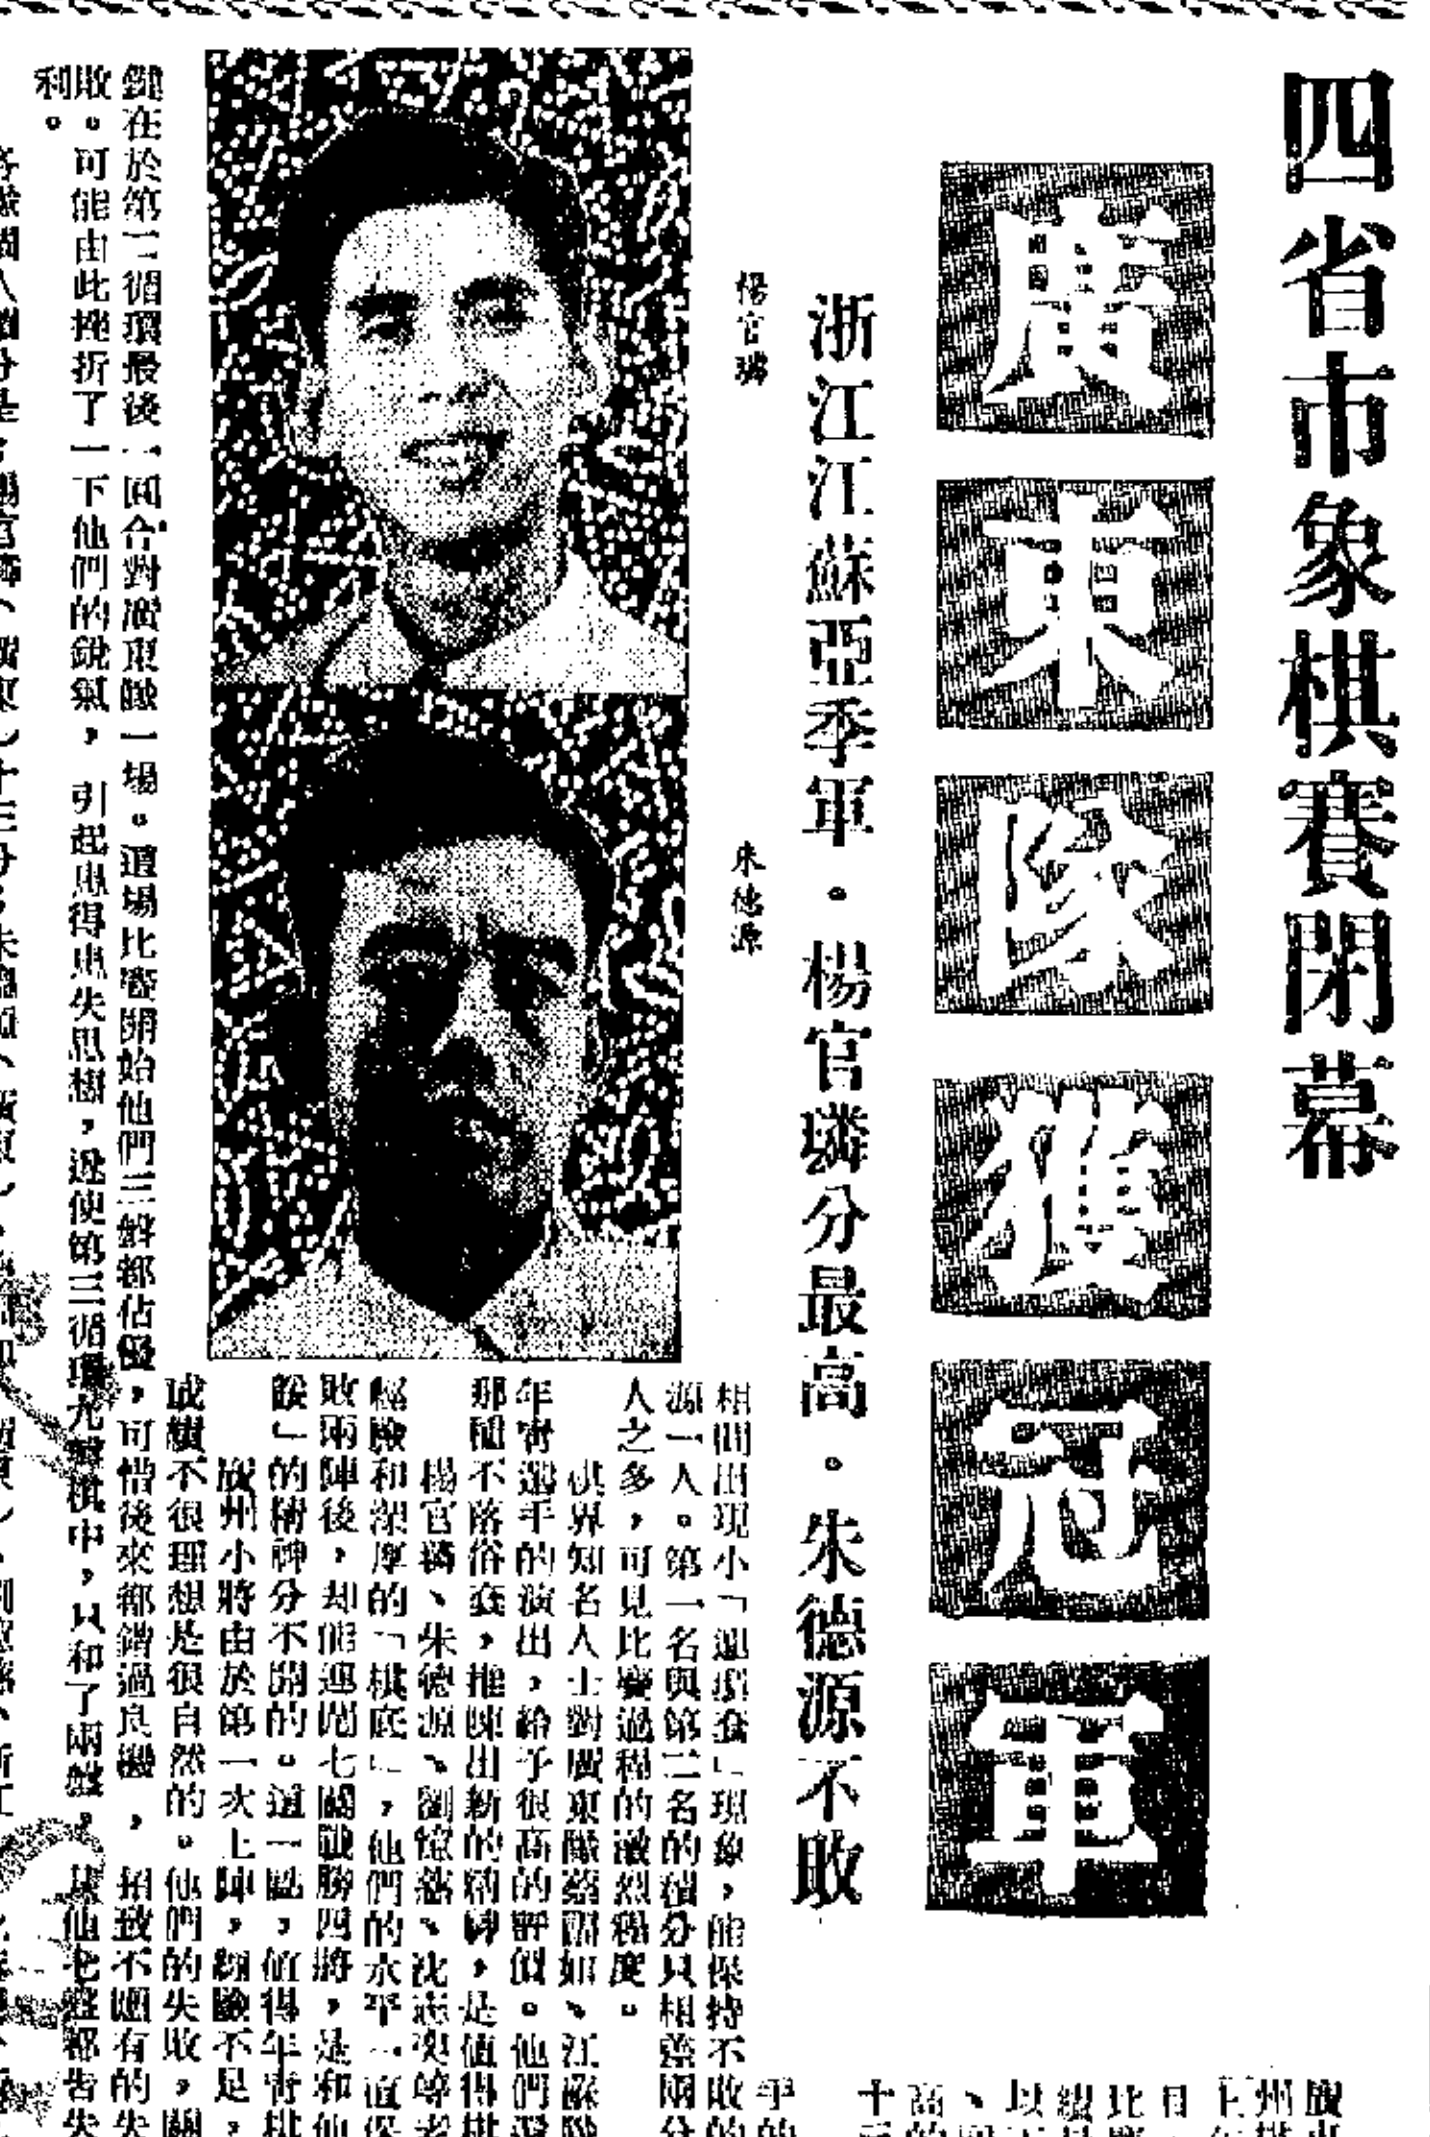 四省市象棋賽閉幕
廣東隊獲冠軍
浙江江蘇亞季軍。楊官璘分最高。朱德源不敗
楊官璘
朱德源
相間出現小「連環套」現象，能保持不敗的
源一人。第一名與第二名的積分只相差兩分
人之多，可見比賽過程的激烈程度。
棋界知名人士對廣東隊蔡福如、江蘇隊
年青選手的演出，給予很高的評價。他們
那種不落俗套，推陳出新的精神，是值得棋
楊官璘、朱德源、劉憶慈、沈志奕等老
經驗和深厚的「棋底」，他們的水平一直保
敗兩陣後，却能連闖七關戰勝四將，是和他
餒」的精神分不開的。這一點，值得年青棋
廣州小將由於第一次上陣，經驗不足，
成績不很理想是很自然的。他們的失敗，關
鍵在於第二循環最後一回合對廣東隊一場。這場比賽開始他們三盤都佔優，可惜後來都錯過良機，招致不應有的失
敗。可能由此挫折了一下他們的銳氣，引起患得患失思想，遂使第三循環九盤棋中，只和了兩盤，其他七盤都告失
利。